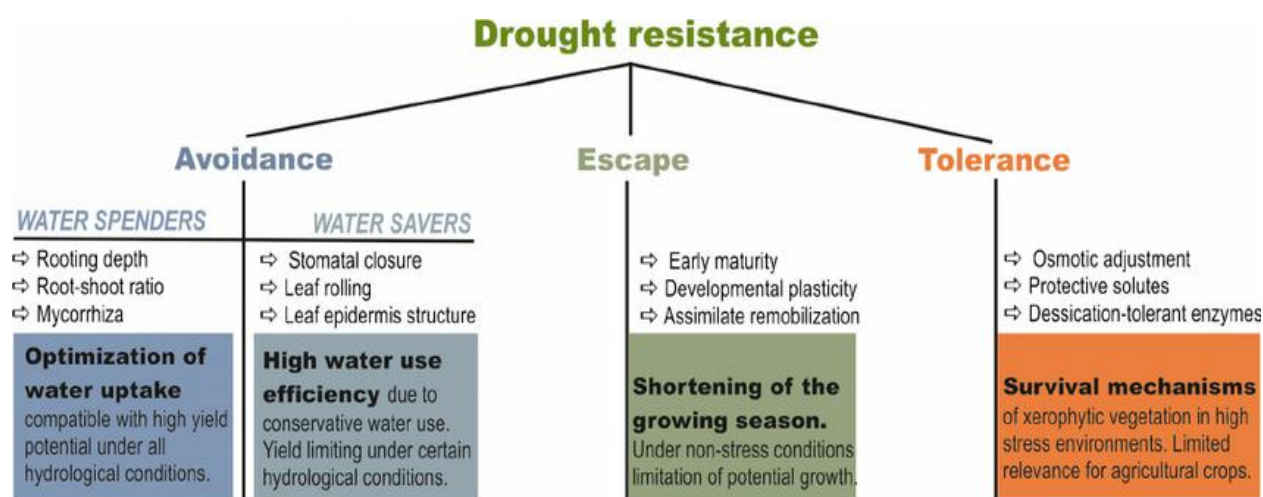 Drought resistance
Avoidance
Escape
Tolerance
WATER SPENDERS
WATER SAVERS
⇨ Rooting depth
⇨ Root-shoot ratio
⇨ Mycorrhiza
Optimization of
water uptake
compatible with high yield
potential under all
hydrological conditions.
⇨ Stomatal closure
⇨ Leaf rolling
⇨ Leaf epidermis structure
High water use
efficiency due to
conservative water use.
Yield limiting under certain
hydrological conditions.
⇨ Early maturity
⇨ Developmental plasticity
⇨ Assimilate remobilization
Shortening of the
growing season.
Under non-stress conditions
limitation of potential growth.
⇨ Osmotic adjustment
⇨ Protective solutes
⇨ Dessication-tolerant enzymes
Survival mechanisms
of xerophytic vegetation in high
stress environments. Limited
relevance for agricultural crops.